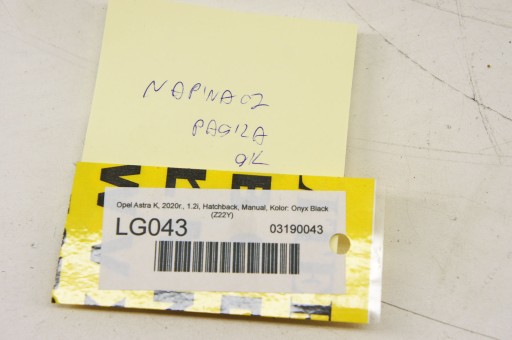 NAPINACZ
PASKA
OK
Opel Astra K, 2020r., 1.2i, Hatchback, Manual, Kolor: Onyx Black
(Z22Y)
LG043
03190043